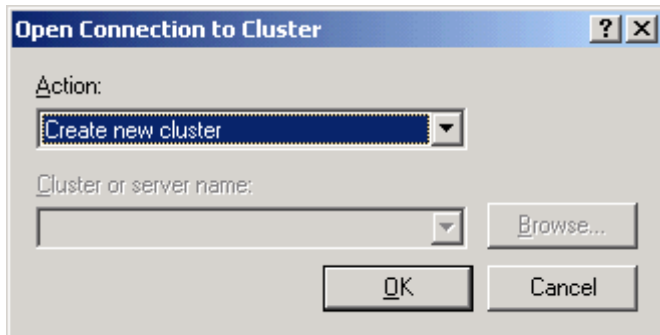 Open Connection to Cluster ?
Action:
Create new cluster
Cluster or server name:
Browse...
OK Cancel